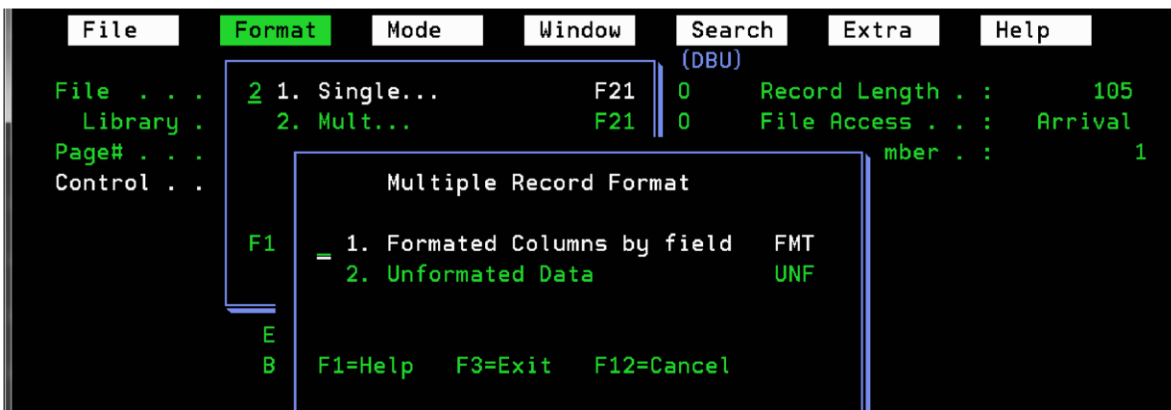 File Format Mode Window Search Extra Help
(DBU)
File . . . 2 1. Single... F21 0 Record Length . : 105
Library . 2. Mult... F21 0 File Access . . : Arrival
Page# . . . mber . : 1
Control . . Multiple Record Format
F1 _ 1. Formated Columns by field FMT
2. Unformated Data UNF
E
B F1=Help F3=Exit F12=Cancel